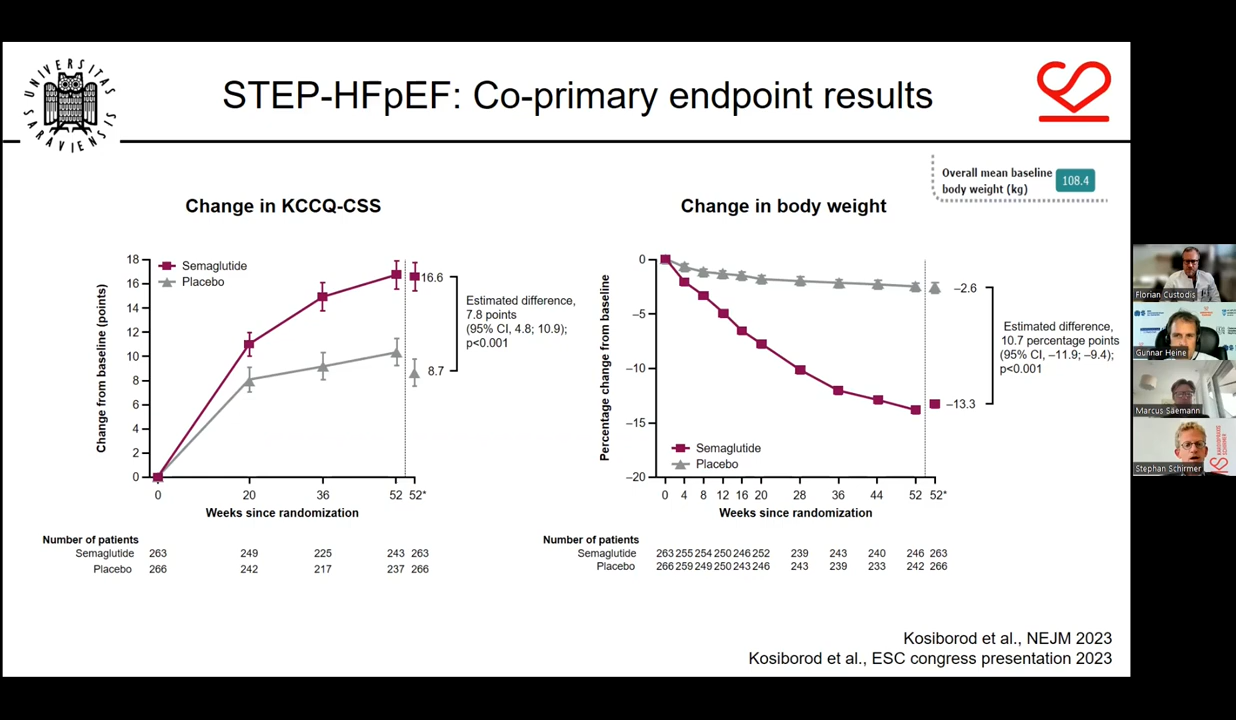 UNIVERSITAS
SARAVIENSIS
STEP-HFpEF: Co-primary endpoint results
Overall mean baseline
body weight (kg)
108.4
Change in KCCQ-CSS
Change from baseline (points)
18
16
14
12
10
8
6
4
2
0
Semaglutide
Placebo
16.6
8.7
Estimated difference,
7.8 points
(95% CI, 4.8; 10.9);
p<0.001
0 20 36 52 52*
Weeks since randomization
Number of patients
Semaglutide 263 249 225 243 263
Placebo 266 242 217 237 266
Change in body weight
Percentage change from baseline
0
–5
–10
–15
–20
Semaglutide
Placebo
–2.6
–13.3
Estimated difference,
10.7 percentage points
(95% CI, –11.9; –9.4);
p<0.001
0 4 8 12 16 20 28 36 44 52 52*
Weeks since randomization
Number of patients
Semaglutide 263 255 254 250 246 252 239 243 240 246 263
Placebo 266 259 249 250 243 246 243 239 233 242 266
Kosiborod et al., NEJM 2023
Kosiborod et al., ESC congress presentation 2023
Florian Custodis
Gunnar Heine
Marcus Säemann
Stephan Schirmer
KARDIOPRAXIS
SCHIRMER